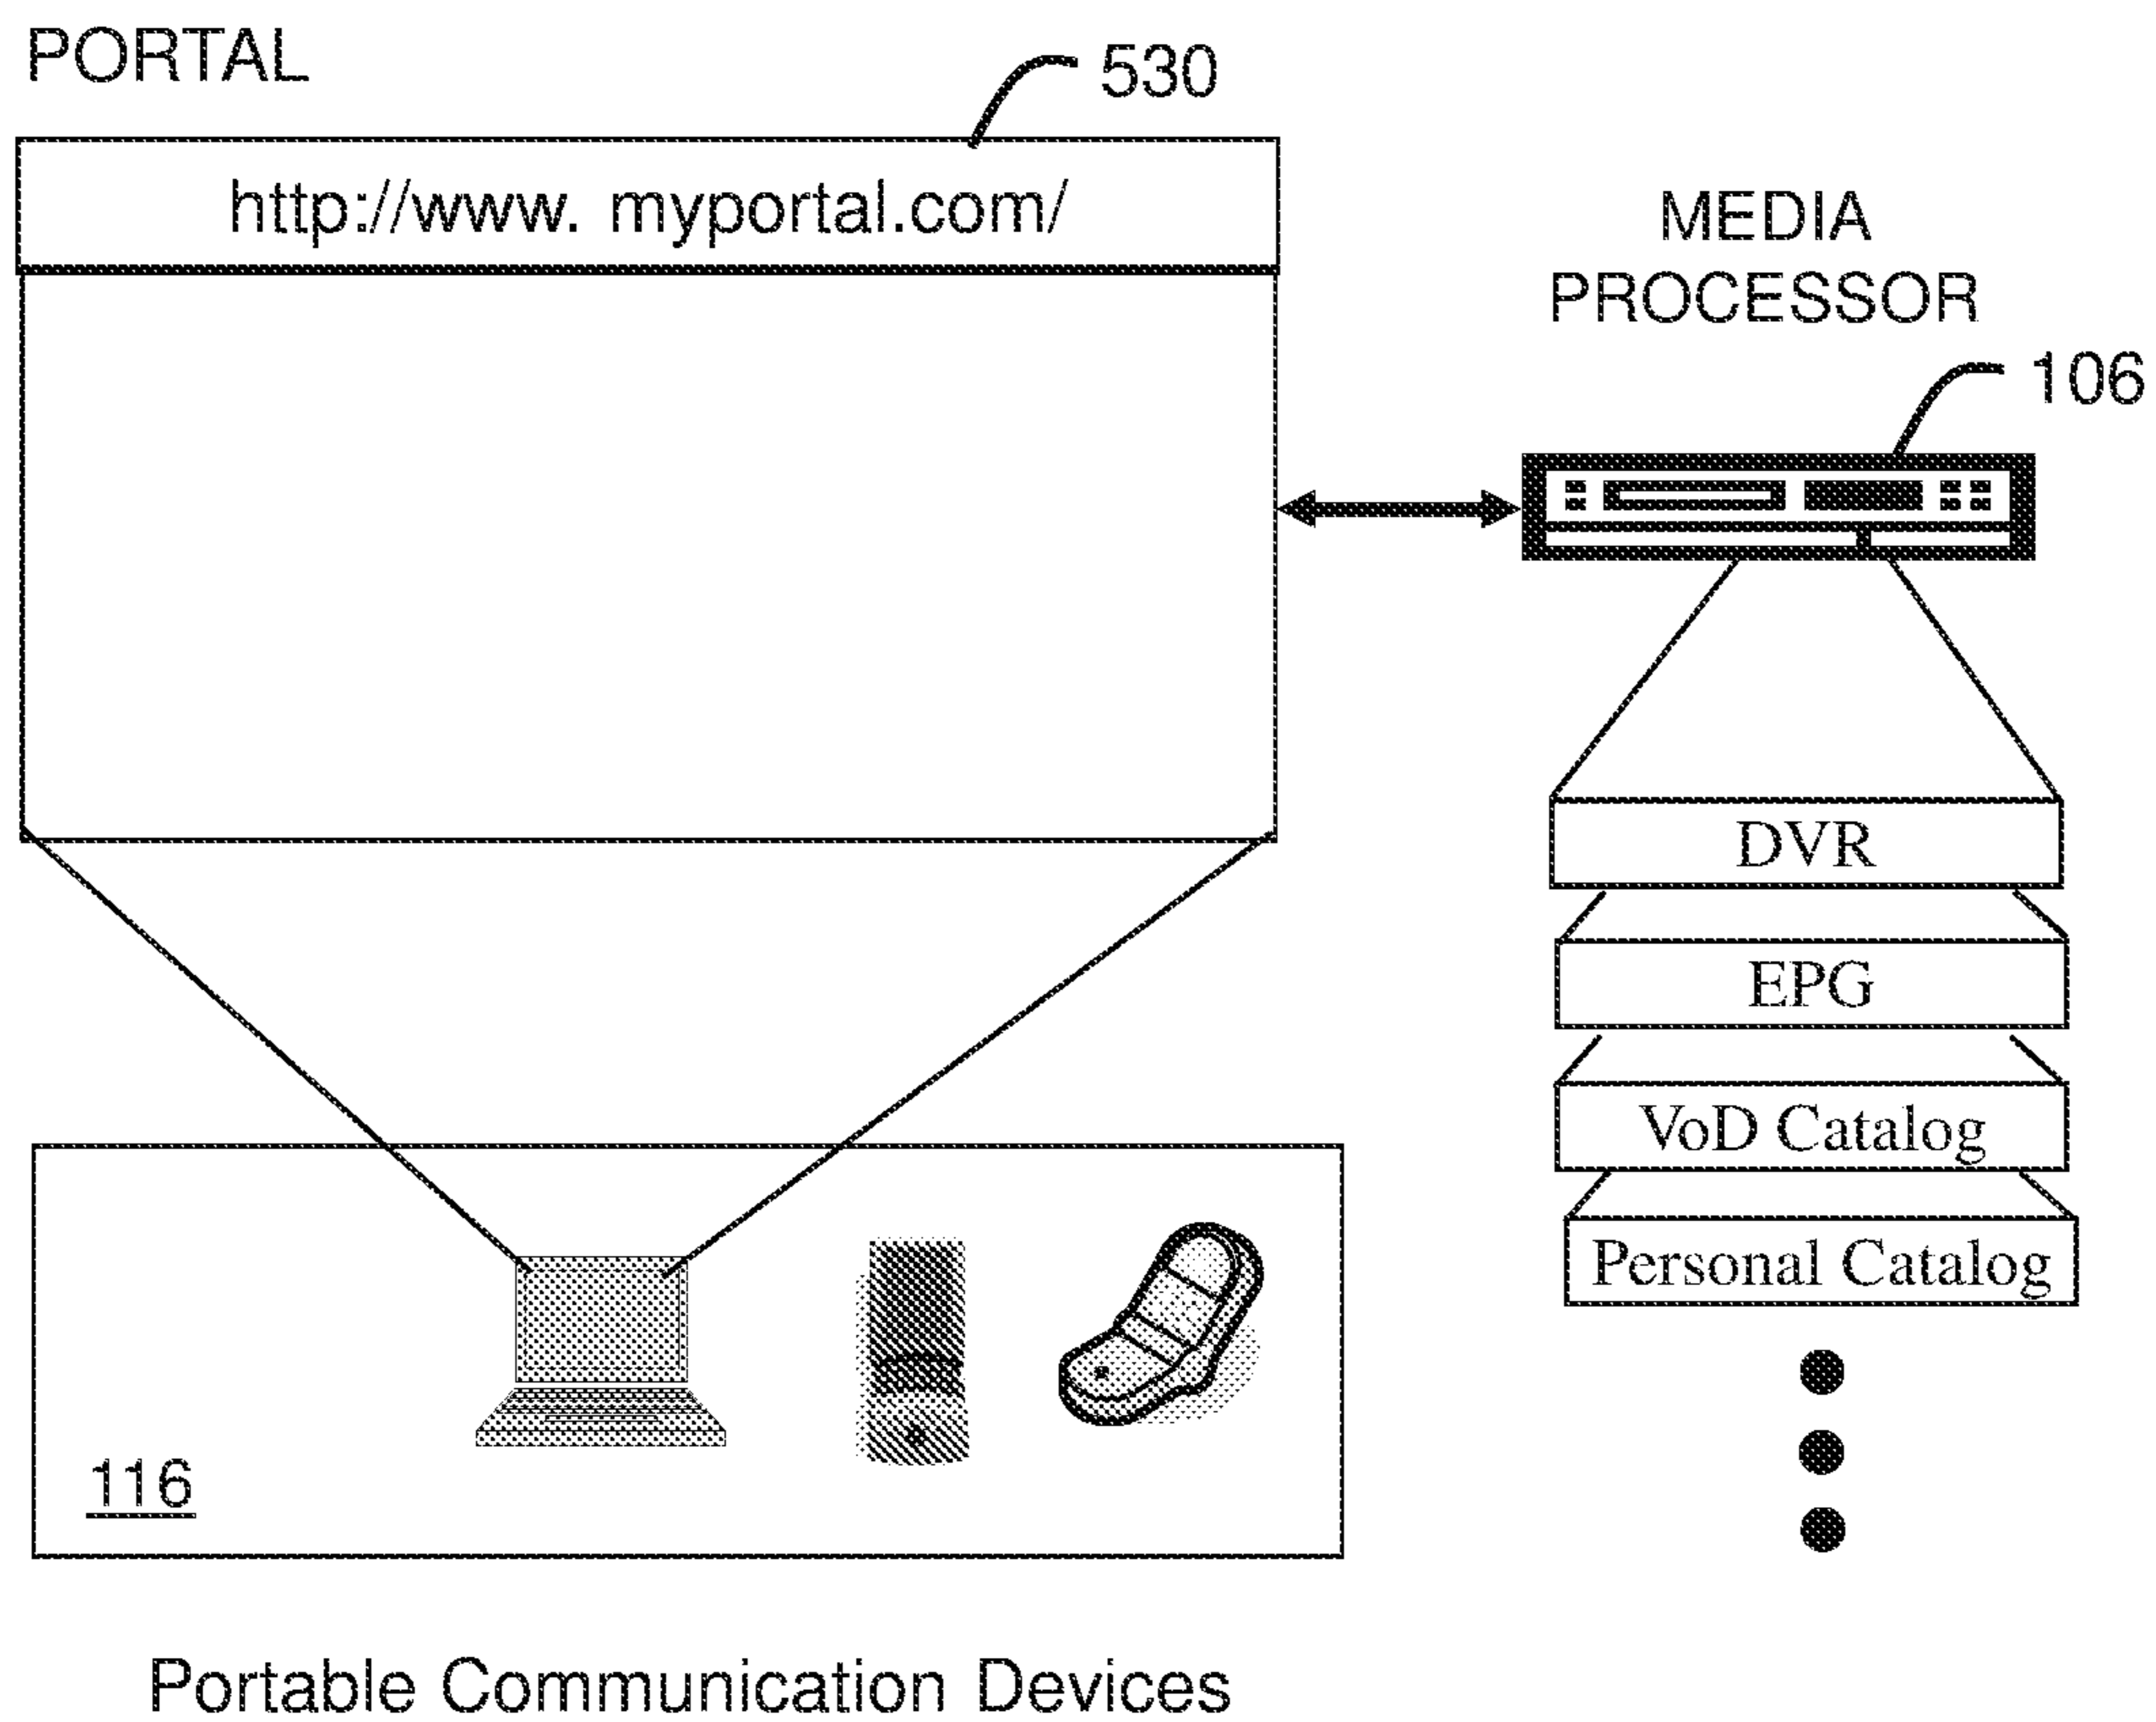 PORTAL
530
http://www. myportal.com/
MEDIA
PROCESSOR
106
DVR
EPG
VoD Catalog
Personal Catalog
116
Portable Communication Devices